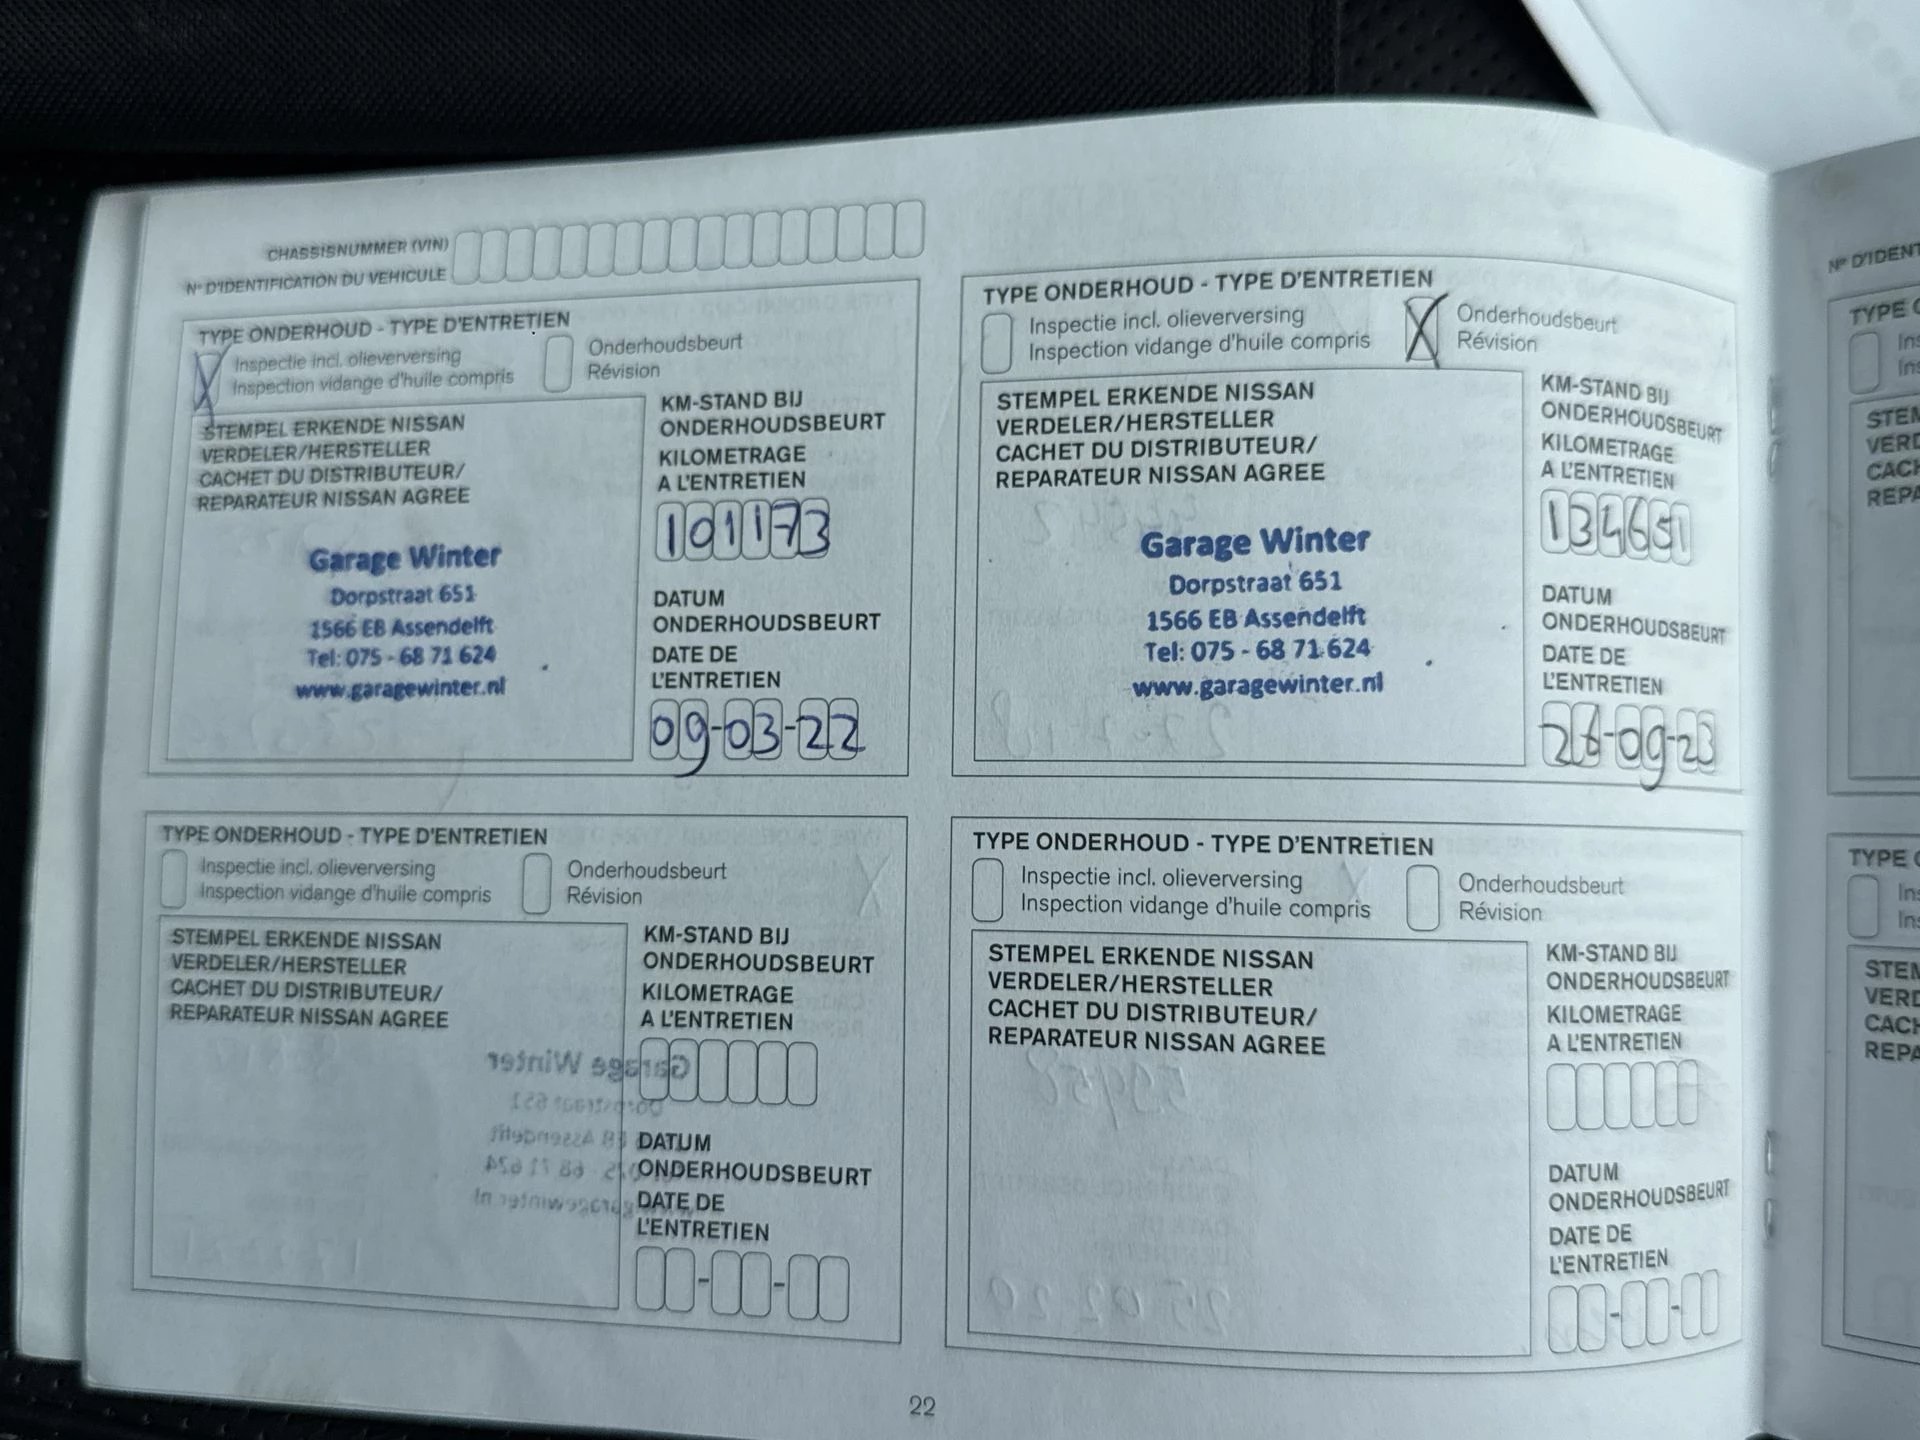 CHASSISNUMMER (VIN)
N° D'IDENTIFICATION DU VEHICULE
TYPE ONDERHOUD - TYPE D'ENTRETIEN
Inspectie incl. olieverversing
Inspection vidange d'huile compris
Onderhoudsbeurt
Révision
STEMPEL ERKENDE NISSAN
VERDELER/HERSTELLER
CACHET DU DISTRIBUTEUR/
REPARATEUR NISSAN AGREE
Garage Winter
Dorpstraat 651
1566 EB Assendelft
Tel: 075 - 68 71 624
www.garagewinter.nl
KM-STAND BIJ
ONDERHOUDSBEURT
KILOMETRAGE
A L'ENTRETIEN
101173
DATUM
ONDERHOUDSBEURT
DATE DE
L'ENTRETIEN
09-03-22
TYPE ONDERHOUD - TYPE D'ENTRETIEN
Inspectie incl. olieverversing
Inspection vidange d'huile compris
Onderhoudsbeurt
Révision
STEMPEL ERKENDE NISSAN
VERDELER/HERSTELLER
CACHET DU DISTRIBUTEUR/
REPARATEUR NISSAN AGREE
Garage Winter
Dorpstraat 651
1566 EB Assendelft
Tel: 075 - 68 71 624
www.garagewinter.nl
KM-STAND BIJ
ONDERHOUDSBEURT
KILOMETRAGE
A L'ENTRETIEN
134651
DATUM
ONDERHOUDSBEURT
DATE DE
L'ENTRETIEN
26-09-23
TYPE ONDERHOUD - TYPE D'ENTRETIEN
Inspectie incl. olieverversing
Inspection vidange d'huile compris
Onderhoudsbeurt
Révision
STEMPEL ERKENDE NISSAN
VERDELER/HERSTELLER
CACHET DU DISTRIBUTEUR/
REPARATEUR NISSAN AGREE
KM-STAND BIJ
ONDERHOUDSBEURT
KILOMETRAGE
A L'ENTRETIEN
DATUM
ONDERHOUDSBEURT
DATE DE
L'ENTRETIEN
TYPE ONDERHOUD - TYPE D'ENTRETIEN
Inspectie incl. olieverversing
Inspection vidange d'huile compris
Onderhoudsbeurt
Révision
STEMPEL ERKENDE NISSAN
VERDELER/HERSTELLER
CACHET DU DISTRIBUTEUR/
REPARATEUR NISSAN AGREE
KM-STAND BIJ
ONDERHOUDSBEURT
KILOMETRAGE
A L'ENTRETIEN
DATUM
ONDERHOUDSBEURT
DATE DE
L'ENTRETIEN
22
N° D'IDENT
TYPE